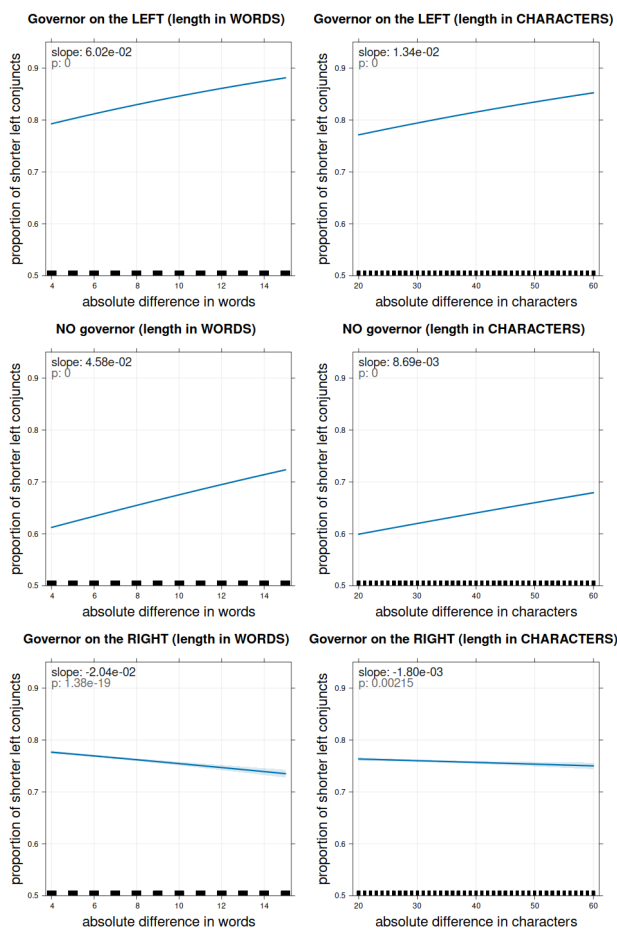 Governor on the LEFT (length in WORDS)
slope: 6.02e-02
p: 0
0.9
0.8
0.7
0.6
0.5
proportion of shorter left conjuncts
4 6 8 10 12 14
absolute difference in words
Governor on the LEFT (length in CHARACTERS)
slope: 1.34e-02
p: 0
0.9
0.8
0.7
0.6
0.5
proportion of shorter left conjuncts
20 30 40 50 60
absolute difference in characters
NO governor (length in WORDS)
slope: 4.58e-02
p: 0
0.9
0.8
0.7
0.6
0.5
proportion of shorter left conjuncts
4 6 8 10 12 14
absolute difference in words
NO governor (length in CHARACTERS)
slope: 8.69e-03
p: 0
0.9
0.8
0.7
0.6
0.5
proportion of shorter left conjuncts
20 30 40 50 60
absolute difference in characters
Governor on the RIGHT (length in WORDS)
slope: -2.04e-02
p: 1.38e-19
0.9
0.8
0.7
0.6
0.5
proportion of shorter left conjuncts
4 6 8 10 12 14
absolute difference in words
Governor on the RIGHT (length in CHARACTERS)
slope: -1.80e-03
p: 0.00215
0.9
0.8
0.7
0.6
0.5
proportion of shorter left conjuncts
20 30 40 50 60
absolute difference in characters